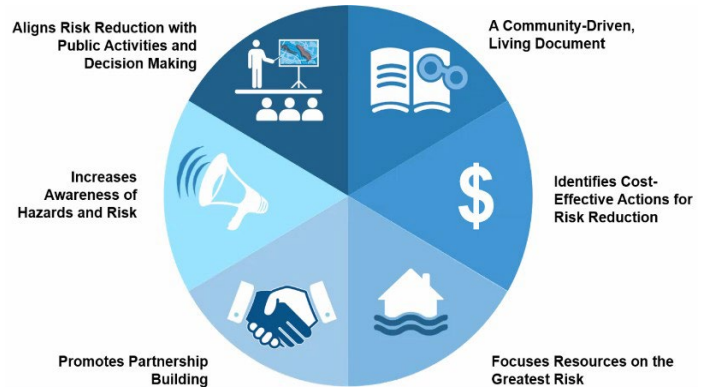 Aligns Risk Reduction with
Public Activities and
Decision Making
A Community-Driven,
Living Document
Increases
Awareness of
Hazards and Risk
$
Identifies Cost-
Effective Actions for
Risk Reduction
Promotes Partnership
Building
Focuses Resources on the
Greatest Risk